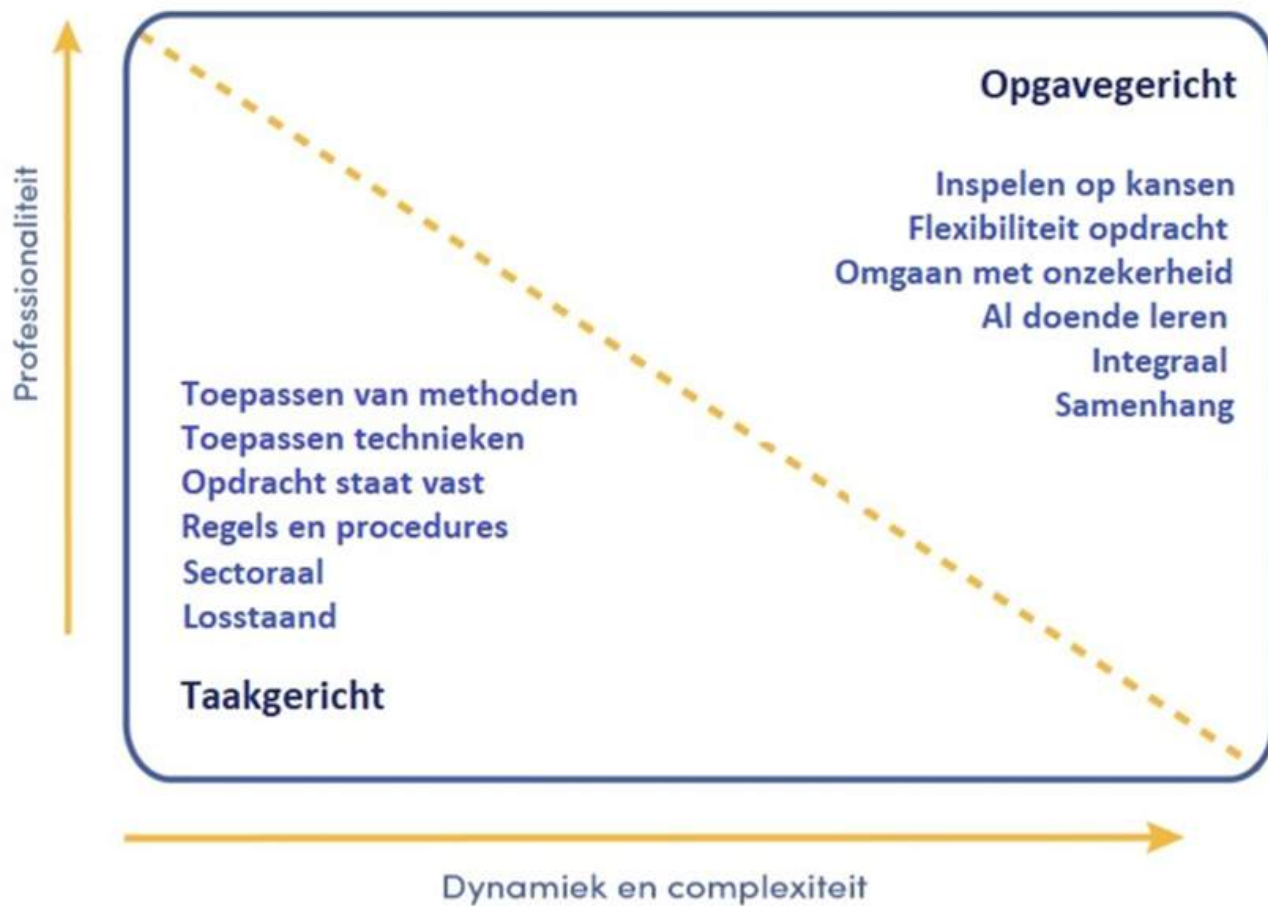 Professionaliteit
Opgavegericht
Inspelen op kansen
Flexibiliteit opdracht
Omgaan met onzekerheid
Al doende leren
Integraal
Samenhang
Toepassen van methoden
Toepassen technieken
Opdracht staat vast
Regels en procedures
Sectoraal
Losstaand
Taakgericht
Dynamiek en complexiteit